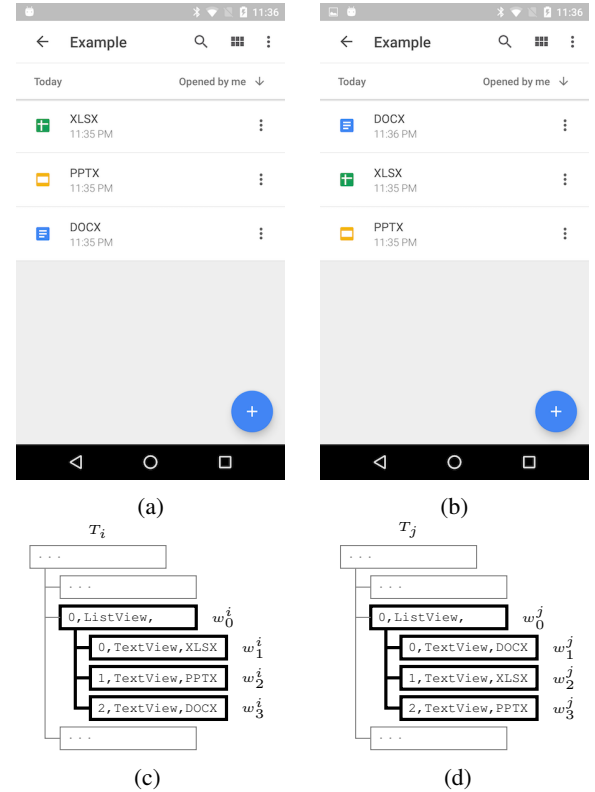 11:36
Example
Today Opened by me
XLSX
11:35 PM
PPTX
11:35 PM
DOCX
11:35 PM
+
(a)
11:36
Example
Today Opened by me
DOCX
11:36 PM
XLSX
11:35 PM
PPTX
11:35 PM
+
(b)
T_i
...
...
0,ListView, w_0^i
0,TextView,XLSX w_1^i
1,TextView,PPTX w_2^i
2,TextView,DOCX w_3^i
...
(c)
T_j
...
...
0,ListView, w_0^j
0,TextView,DOCX w_1^j
1,TextView,XLSX w_2^j
2,TextView,PPTX w_3^j
...
(d)